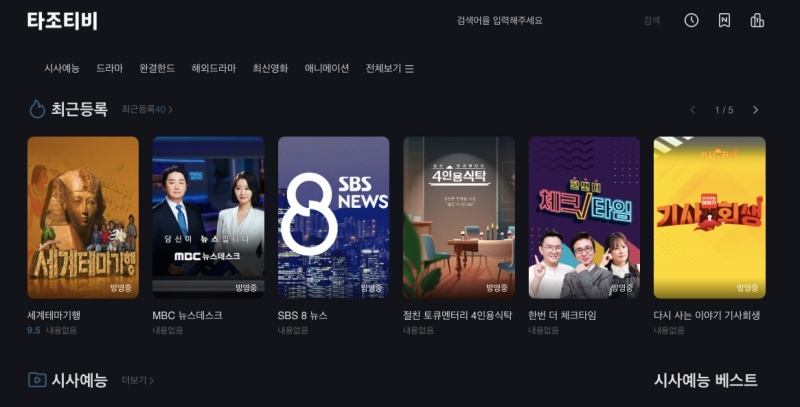 타조티비
검색어을 입력해주세요
검색
시사예능 드라마 완결한드 해외드라마 최신영화 애니메이션 전체보기
최근등록 최근등록40 >
< 1 / 5 >
세계테마기행
방영중
당신이 뉴스입니다
MBC 뉴스데스크
방영중
8 SBS NEWS
방영중
4인용식탁
방영중
한번 더
체크타임
방영중
기사회생
방영중
세계테마기행
9.5 내용없음
MBC 뉴스데스크
내용없음
SBS 8 뉴스
내용없음
절친 토큐멘터리 4인용식탁
내용없음
한번 더 체크타임
내용없음
다시 사는 이야기 기사회생
내용없음
시사예능 더보기 >
시사예능 베스트